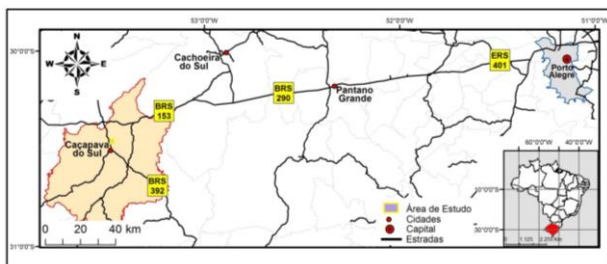 53°0'0"W
52°0'0"W
51°0'0"W
30°0'0"S
N
W
E
S
Cachoeira
do Sul
ERS
401
Porto
Alegre
BRS
290
Pantano
Grande
BRS
153
Caçapava
do Sul
BRS
392
60°0'0"W
40°0'0"W
Área de Estudo
Cidades
Capital
Estradas
31°0'0"S
0 20 40 km